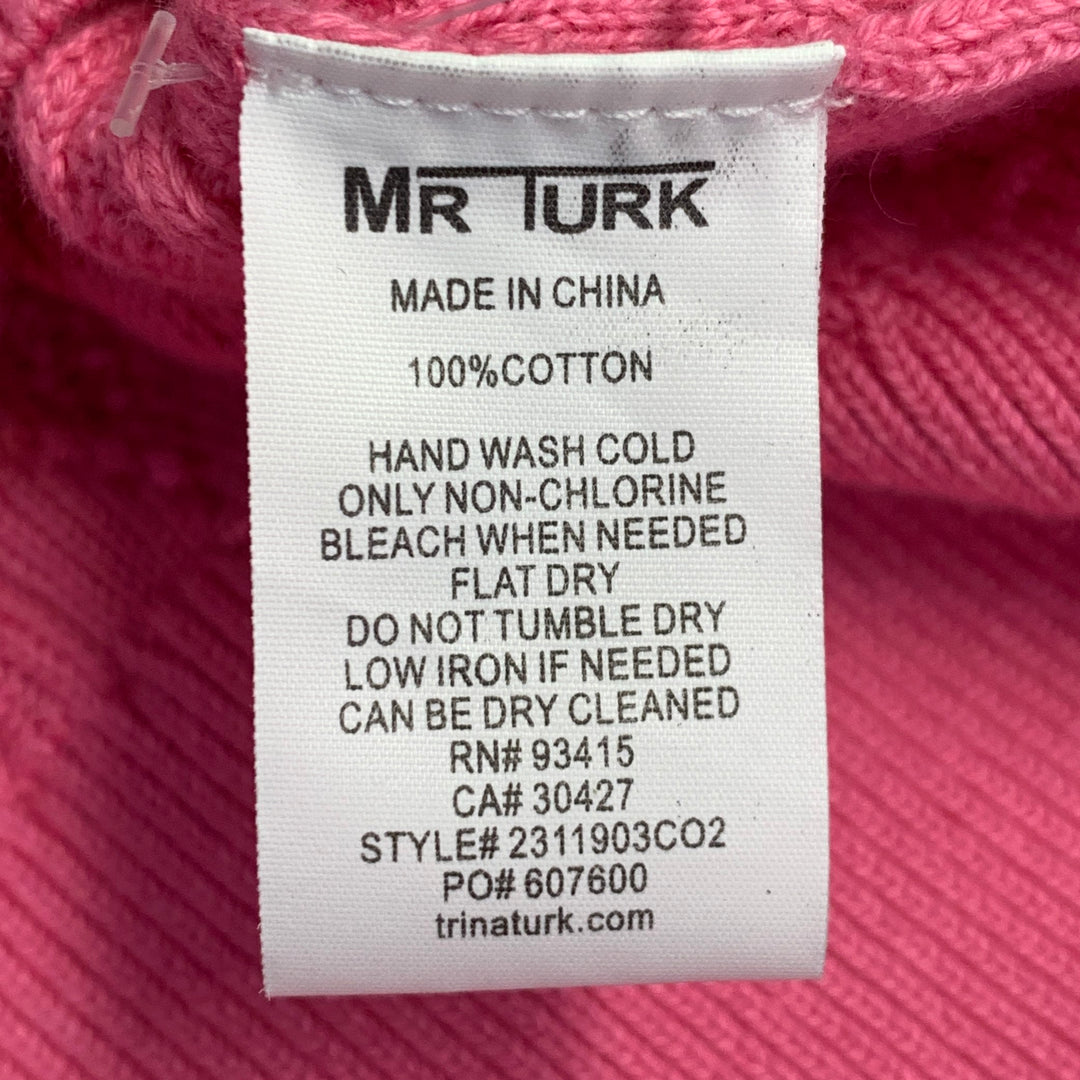 MR TURK
MADE IN CHINA
100%COTTON
HAND WASH COLD
ONLY NON-CHLORINE
BLEACH WHEN NEEDED
FLAT DRY
DO NOT TUMBLE DRY
LOW IRON IF NEEDED
CAN BE DRY CLEANED
RN# 93415
CA# 30427
STYLE# 2311903CO2
PO# 607600
trinaturk.com